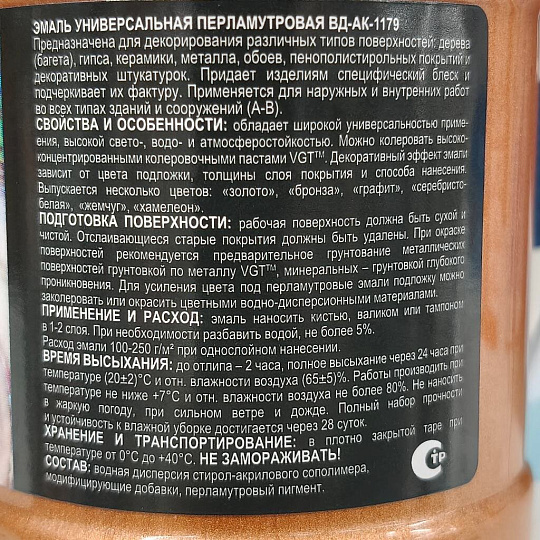 ЭМАЛЬ УНИВЕРСАЛЬНАЯ ПЕРЛАМУТРОВАЯ ВД-АК-1179
Предназначена для декорирования различных типов поверхностей: дерева
(багета), гипса, керамики, металла, обоев, пенополистирольных покрытий и
декоративных штукатурок. Придает изделиям специфический блеск и
подчеркивает их фактуру. Применяется для наружных и внутренних работ
во всех типах зданий и сооружений (А-В).
СВОЙСТВА И ОСОБЕННОСТИ: обладает широкой универсальностью приме-
ения, высокой свето-, водо- и атмосферостойкостью. Можно колеровать высоко-
концентрированными колеровочными пастами VGT™. Декоративный эффект эмали
зависит от цвета подложки, толщины слоя покрытия и способа нанесения.
Выпускается несколько цветов: «золото», «бронза», «графит», «серебристо-
белая», «жемчуг», «хамелеон».
ПОДГОТОВКА ПОВЕРХНОСТИ: рабочая поверхность должна быть сухой и
чистой. Отслаивающиеся старые покрытия должны быть удалены. При окраске
поверхностей рекомендуется предварительное грунтование металлических
поверхностей грунтовкой по металлу VGT™, минеральных – грунтовкой глубокого
проникновения. Для усиления цвета под перламутровые эмали подложку можно
заколеровать или окрасить цветными водно-дисперсионными материалами.
ПРИМЕНЕНИЕ И РАСХОД: эмаль наносить кистью, валиком или тампоном
в 1-2 слоя. При необходимости разбавить водой, не более 5%.
Расход эмали 100-250 г/м² при однослойном нанесении.
ВРЕМЯ ВЫСЫХАНИЯ: до отлипа – 2 часа, полное высыхание через 24 часа при
температуре (20±2)°С и отн. влажности воздуха (65±5)%. Работы производить при
температуре не ниже +7°С и отн. влажности воздуха не более 80%. Не наносить
в жаркую погоду, при сильном ветре и дожде. Полный набор прочности
и устойчивость к влажной уборке достигается через 28 суток.
ХРАНЕНИЕ И ТРАНСПОРТИРОВАНИЕ: в плотно закрытой таре при
температуре от 0°С до +40°С. НЕ ЗАМОРАЖИВАТЬ!
СОСТАВ: водная дисперсия стирол-акрилового сополимера,
модифицирующие добавки, перламутровый пигмент.
СТР